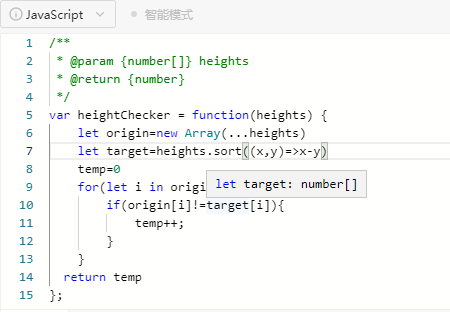 JavaScript
智能模式
1 /**
2 * @param {number[]} heights
3 * @return {number}
4 */
5 var heightChecker = function(heights) {
6 let origin=new Array(...heights)
7 let target=heights.sort((x,y)=>x-y)
8 temp=0
9 for(let i in origi
let target: number[]
10 if(origin[i]!=target[i]){
11 temp++;
12 }
13 }
14 return temp
15 };